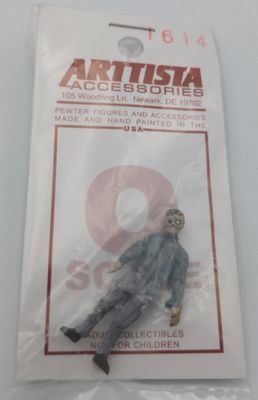 1614
ARTTISTA
ACCESSORIES
105 Woodring Ln. Newark, DE 19702
PEWTER FIGURES AND ACCESSORIES
MADE AND HAND PAINTED IN THE
USA
O
SCALE
ADULT COLLECTIBLES
NOT FOR CHILDREN